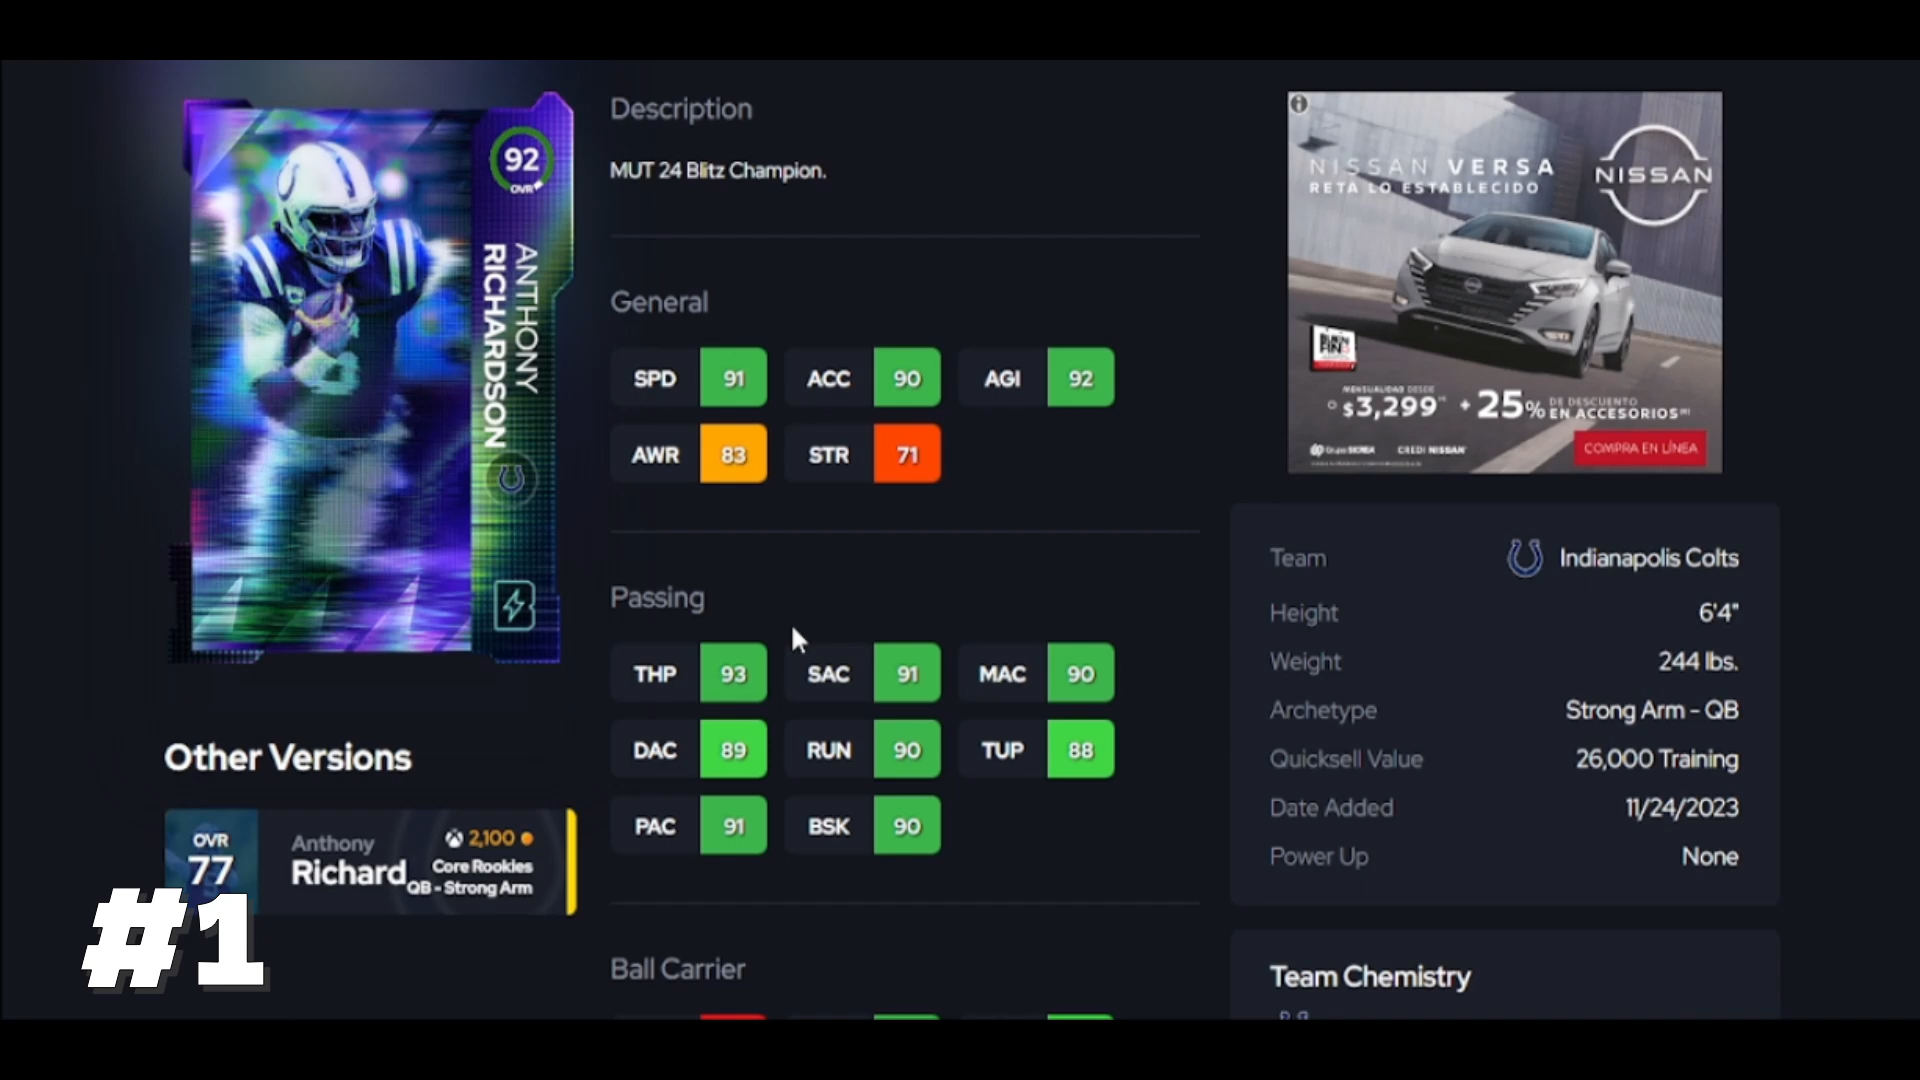 92
OVR
ANTHONY
RICHARDSON
Other Versions
OVR
77
Anthony
Richard
2,100
Core Rookies
QB - Strong Arm
#1
Description
MUT 24 Blitz Champion.
General
SPD 91 ACC 90 AGI 92
AWR 83 STR 71
Passing
THP 93 SAC 91 MAC 90
DAC 89 RUN 90 TUP 88
PAC 91 BSK 90
Ball Carrier
NISSAN VERSA
RETA LO ESTABLECIDO
NISSAN
MENSUALIDAD DESDE
$3,299
+ 25% DE DESCUENTO
EN ACCESORIOS
CREDI NISSAN
COMPRA EN LÍNEA
Team Indianapolis Colts
Height 6'4"
Weight 244 lbs.
Archetype Strong Arm - QB
Quicksell Value 26,000 Training
Date Added 11/24/2023
Power Up None
Team Chemistry